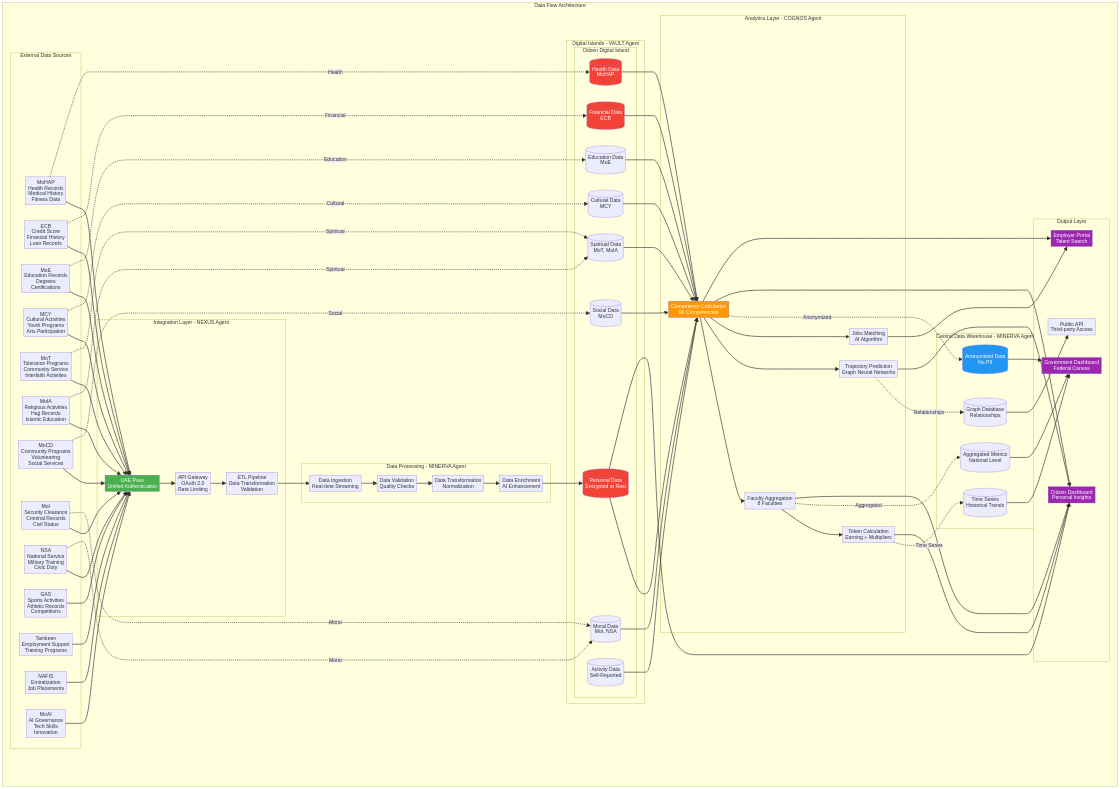 Data Flow Architecture
External Data Sources
MoHAP
Health Records
Medical History
Fitness Data
ECB
Credit Score
Financial History
Loan Records
MoE
Education Records
Degrees
Certifications
MCY
Cultural Activities
Youth Programs
Arts Participation
MoT
Tolerance Programs
Community Service
Interfaith Activities
MoIA
Religious Activities
Hajj Records
Islamic Education
MoCD
Community Programs
Volunteering
Social Services
MoI
Security Clearance
Criminal Records
Civil Status
NSA
National Service
Military Training
Civic Duty
GAS
Sports Activities
Athletic Records
Competitions
Tamkeen
Employment Support
Training Programs
NAFIS
Emiratization
Job Placements
MoAI
AI Governance
Tech Skills
Innovation
Integration Layer - NEXUS Agent
UAE Pass
Unified Authentication
API Gateway
OAuth 2.0
Rate Limiting
ETL Pipeline
Data Transformation
Validation
Health
Financial
Education
Cultural
Spiritual
Spiritual
Social
Moral
Moral
Data Processing - MINERVA Agent
Data Ingestion
Real-time Streaming
Data Validation
Quality Checks
Data Transformation
Normalization
Data Enrichment
AI Enhancement
Digital Islands - VAULT Agent
Citizen Digital Island
Health Data
MoHAP
Financial Data
ECB
Education Data
MoE
Cultural Data
MCY
Spiritual Data
MoT, MoIA
Social Data
MoCD
Personal Data
Encrypted at Rest
Moral Data
MoI, NSA
Activity Data
Self-Reported
Analytics Layer - COGNOS Agent
Competency Calculation
96 Competencies
Jobs Matching
AI Algorithm
Trajectory Prediction
Graph Neural Networks
Faculty Aggregation
8 Faculties
Token Calculation
Earning + Multipliers
Anonymized
Relationships
Aggregated
Time Series
Central Data Warehouse - MINERVA Agent
Anonymized Data
No PII
Graph Database
Relationships
Aggregated Metrics
National Level
Time Series
Historical Trends
Output Layer
Employer Portal
Talent Search
Public API
Third-party Access
Government Dashboard
Federal Canvas
Citizen Dashboard
Personal Insights